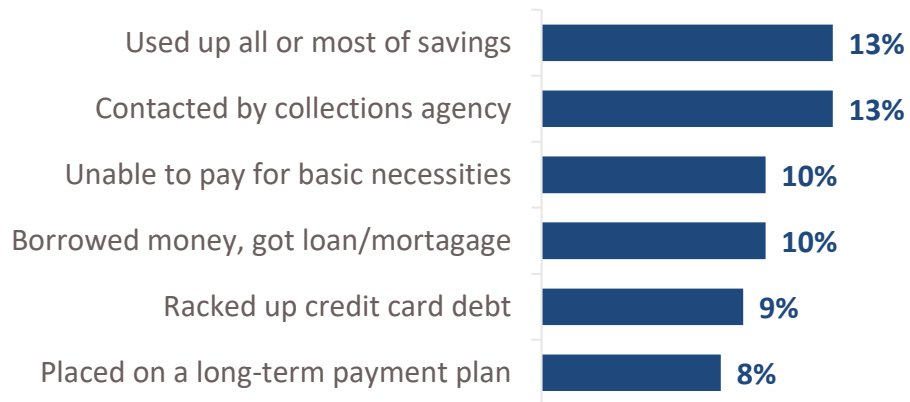 Used up all or most of savings 13%
Contacted by collections agency 13%
Unable to pay for basic necessities 10%
Borrowed money, got loan/mortagage 10%
Racked up credit card debt 9%
Placed on a long-term payment plan 8%